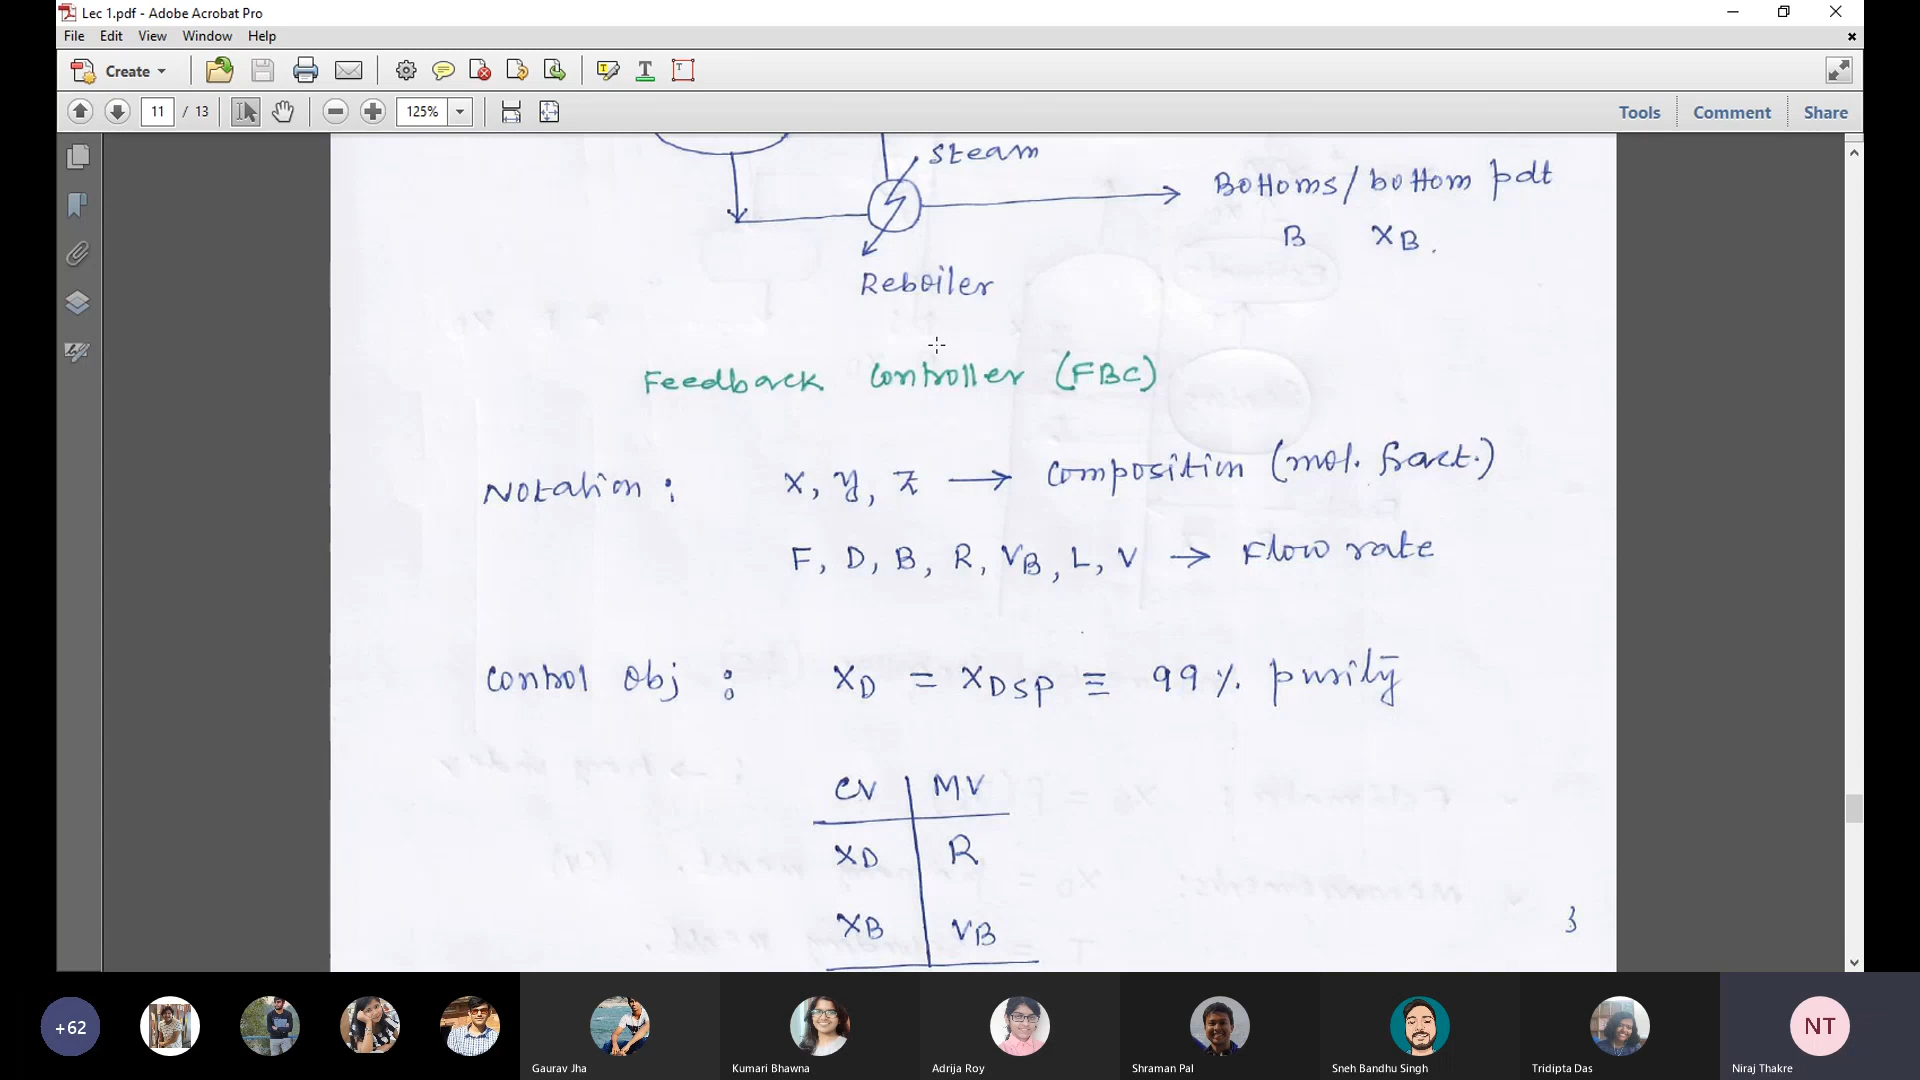 Lec 1.pdf - Adobe Acrobat Pro
File Edit View Window Help
Create
11 / 13 125% Tools Comment Share
Steam
Bottoms/bottom pdt
B XB.
Reboiler
Feedback Controller (FBC)
Notation : X, y, z → Composition (mol. fract.)
F, D, B, R, VB, L, V → Flow rate
Control Obj : XD = XDSP ≡ 99% purity
CV | MV
XD | R
XB | VB
3
+62
Gaurav Jha
Kumari Bhawna
Adrija Roy
Shraman Pal
Sneh Bandhu Singh
Tridipta Das
NT
Niraj Thakre